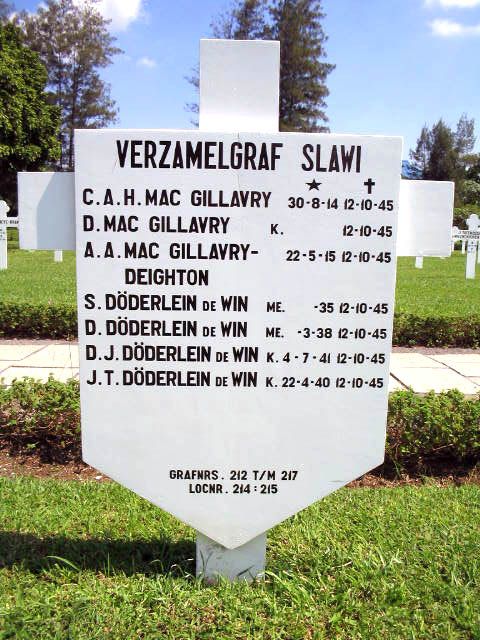 VERZAMELGRAF SLAWI
★ ✝
C.A.H. MAC GILLAVRY 30-8-14 12-10-45
D. MAC GILLAVRY K. 12-10-45
A.A. MAC GILLAVRY- 22-5-15 12-10-45
DEIGHTON
S. DÖDERLEIN DE WIN ME. -35 12-10-45
D. DÖDERLEIN DE WIN ME. -3-38 12-10-45
D.J. DÖDERLEIN DE WIN K. 4-7-41 12-10-45
J.T. DÖDERLEIN DE WIN K. 22-4-40 12-10-45
GRAFNRS. 212 T/M 217
LOCNR. 214 : 215